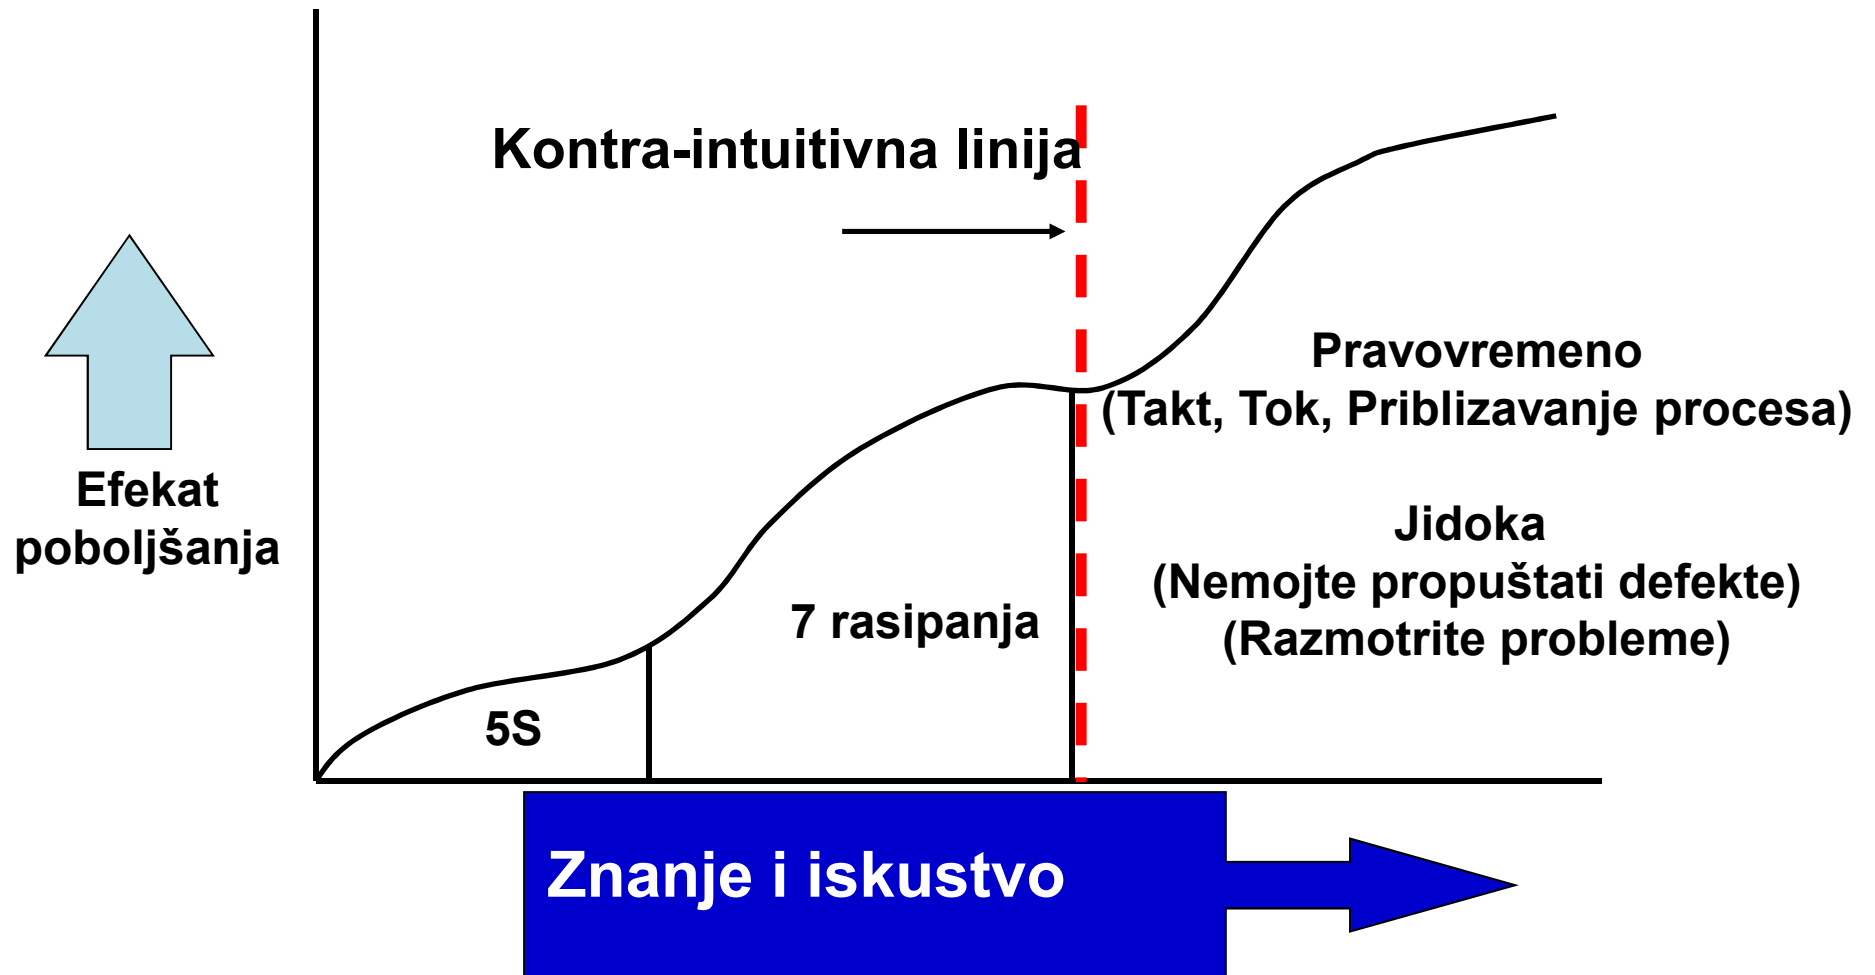 Kontra-intuitivna linija
Efekat
poboljšanja
Pravovremeno
(Takt, Tok, Priblizavanje procesa)
Jidoka
(Nemojte propuštati defekte)
(Razmotrite probleme)
7 rasipanja
5S
Znanje i iskustvo